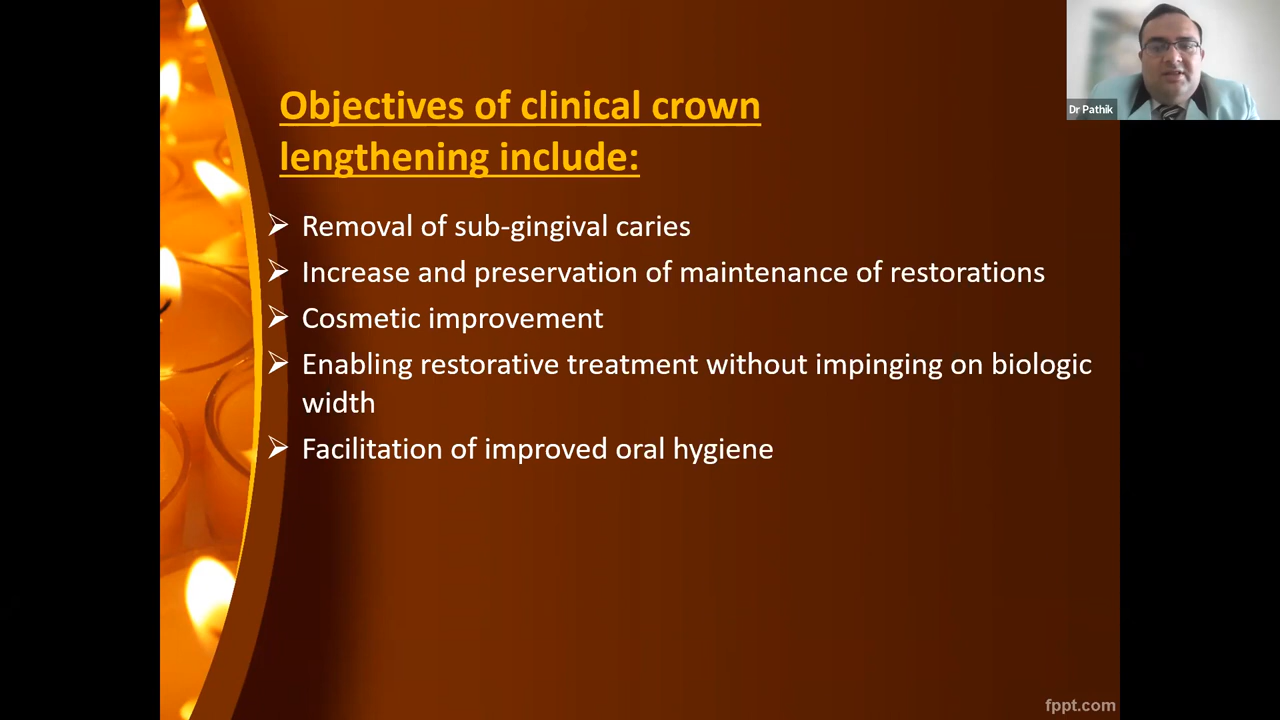 Objectives of clinical crown
lengthening include:
Removal of sub-gingival caries
Increase and preservation of maintenance of restorations
Cosmetic improvement
Enabling restorative treatment without impinging on biologic
width
Facilitation of improved oral hygiene
Dr Pathik
fppt.com